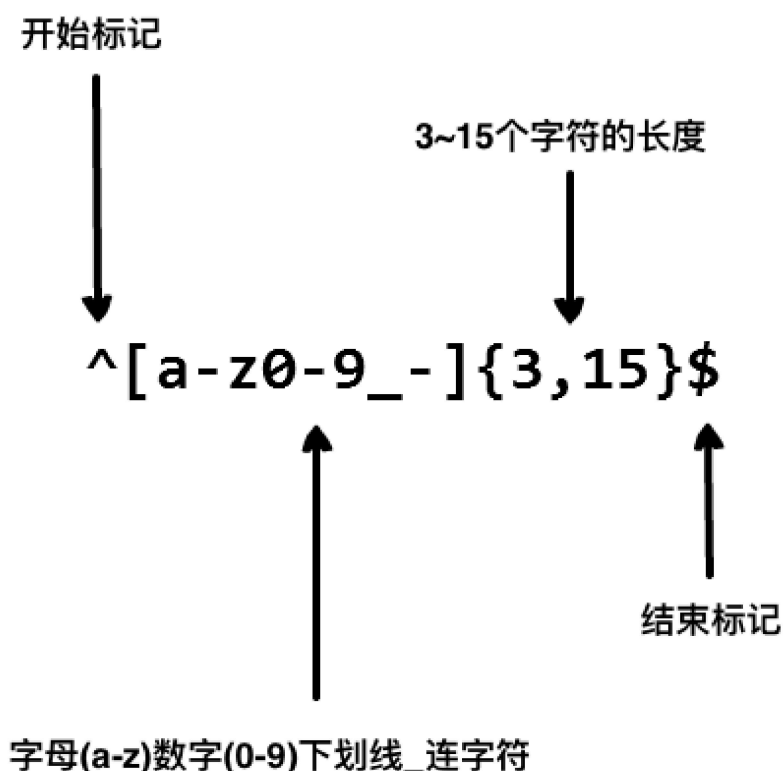 开始标记
3~15个字符的长度
^[a-z0-9_-]{3,15}$
结束标记
字母(a-z)数字(0-9)下划线_连字符